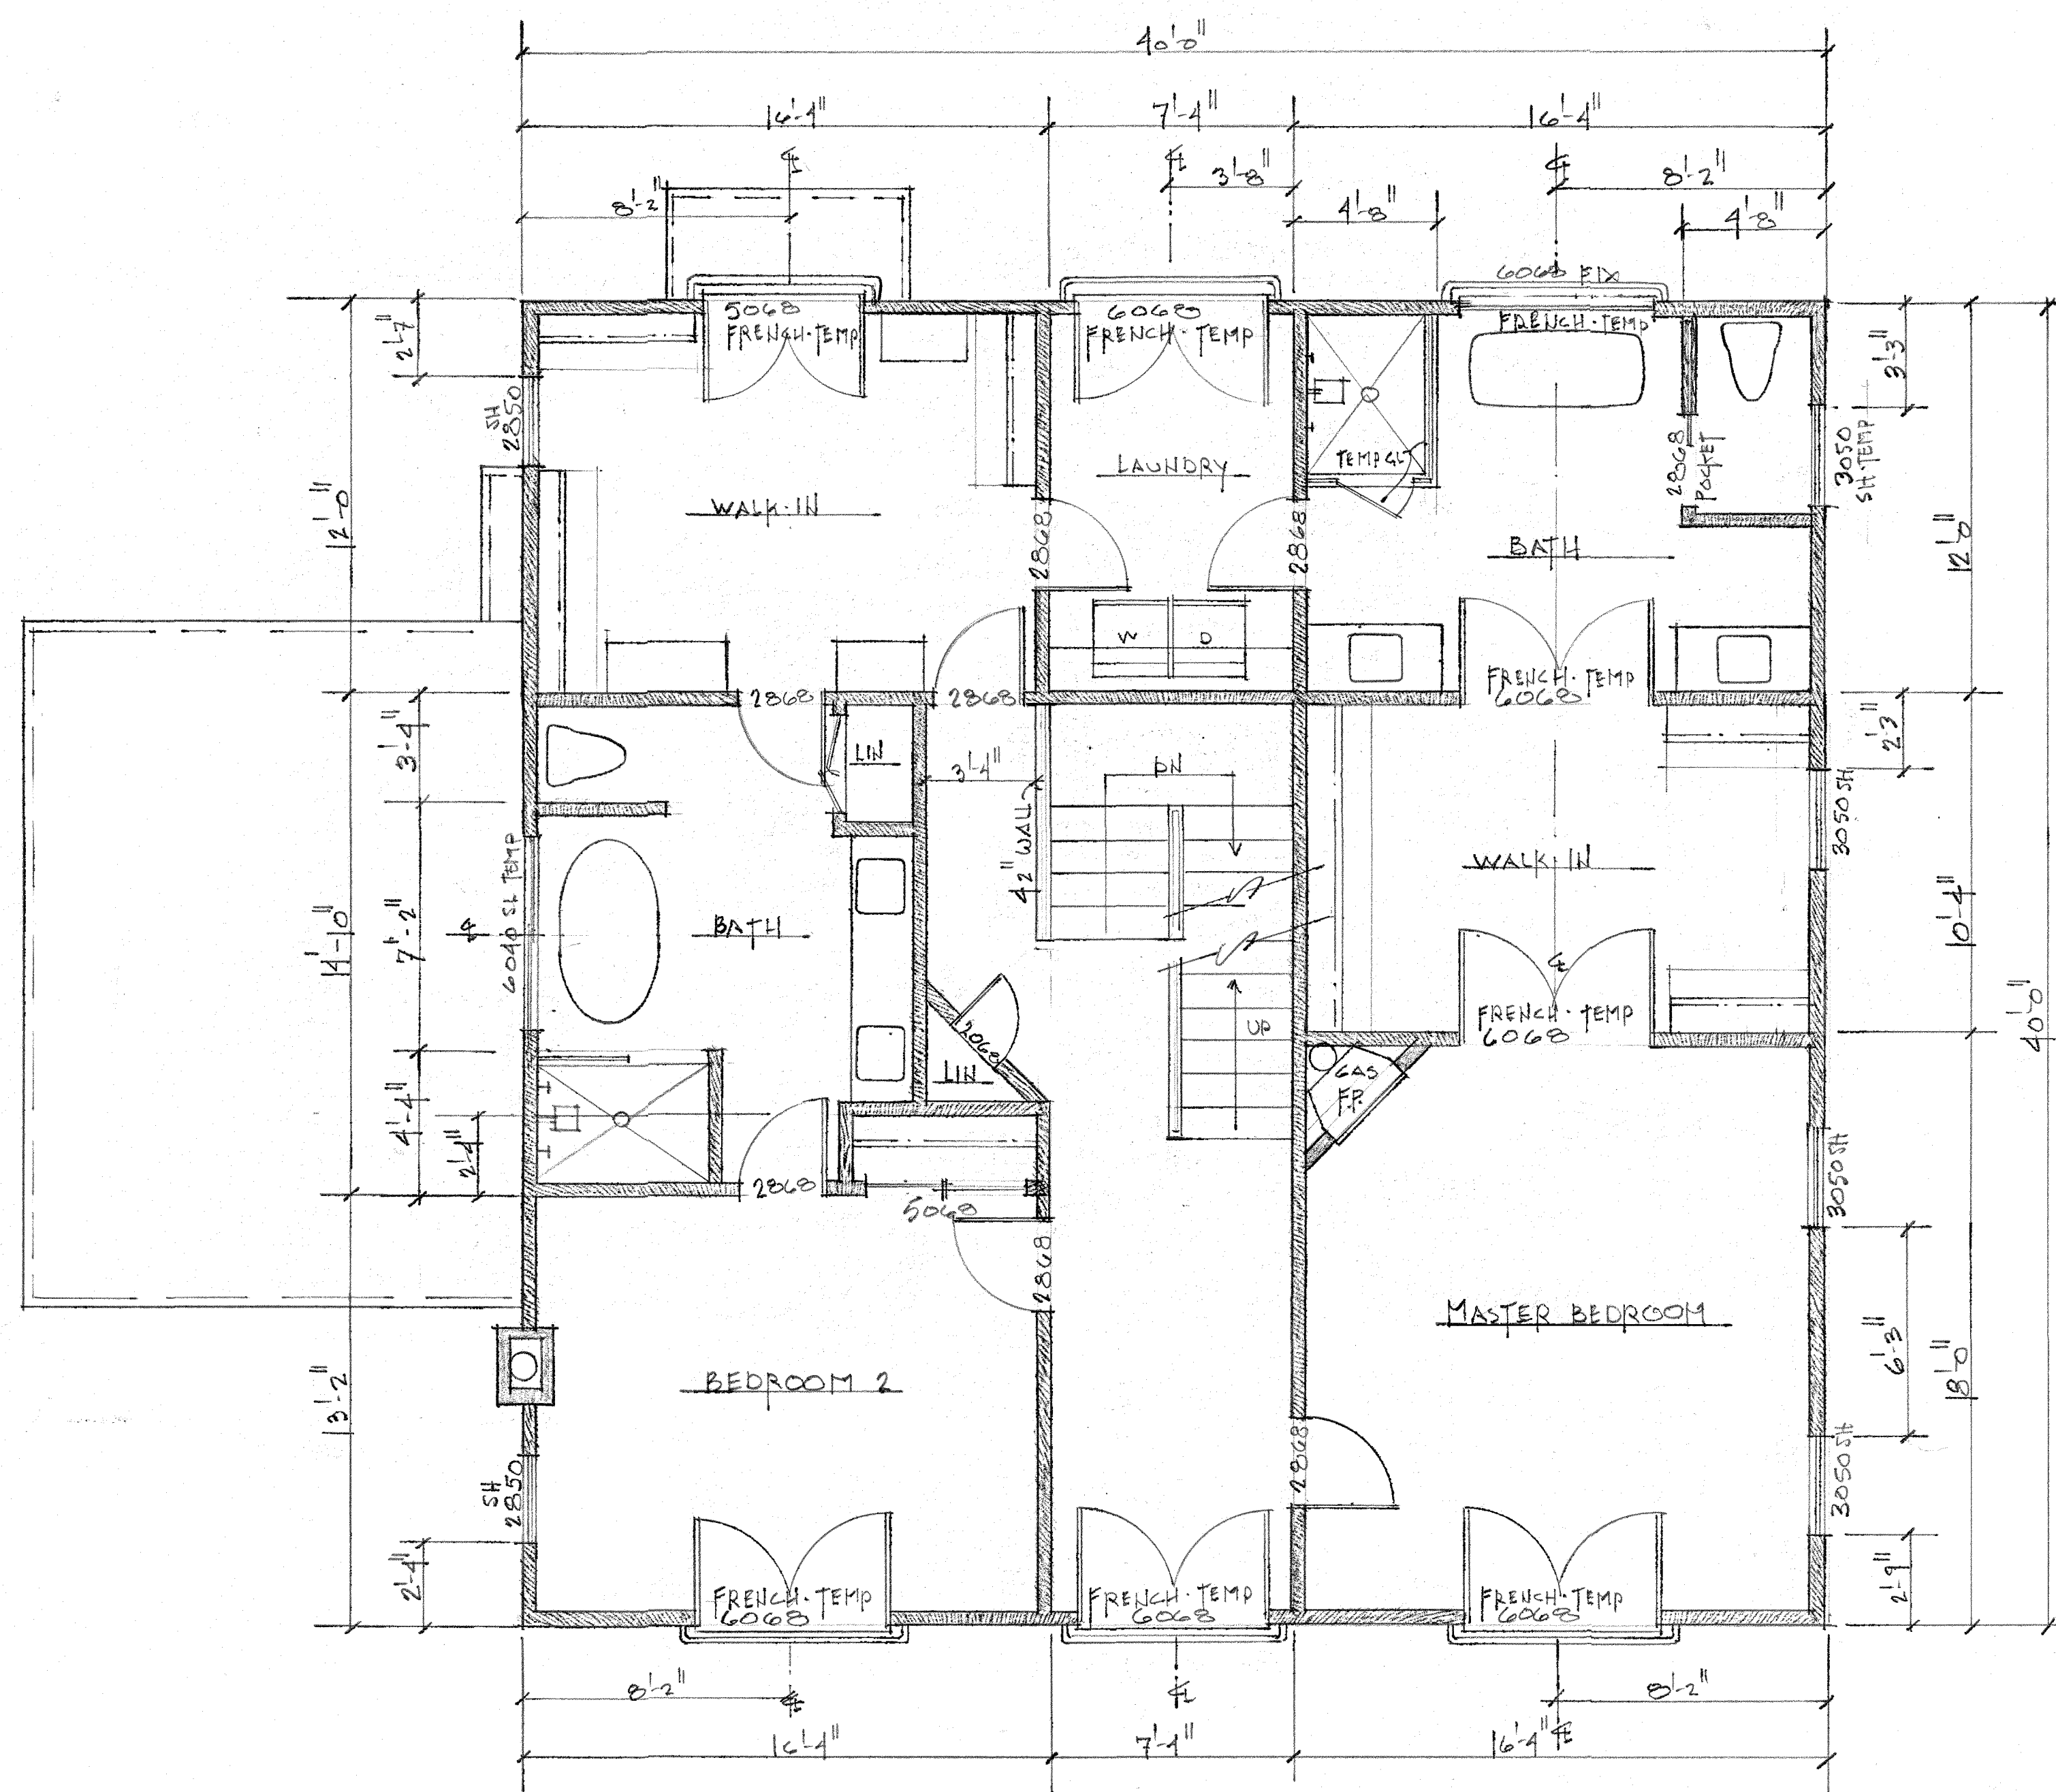 40'-0"
16'-4"
7'-4"
16'-4"
3'-8"
8'-2"
8'-2"
4'-8"
4'-8"
6068 FIX
5068
FRENCH·TEMP
6068
FRENCH·TEMP
FRENCH·TEMP
2'-7"
3'-3"
SH
2850
3050
SH·TEMP
2868
POCKET
TEMP GL
LAUNDRY
WALK-IN
BATH
12'-0"
12'-0"
2868
2868
W
D
FRENCH·TEMP
6068
2868
2868
LIN
3'-4"
3'-4"
DN
2'-3"
3050 SH
42" WALL
WALK-IN
6040 SL TEMP
BATH
7'-2"
14'-10"
10'-4"
40'-0"
UP
FRENCH·TEMP
6068
2068
LIN
GAS
F.P.
4'-4"
2'-4"
3050 SH
2868
5068
2868
MASTER BEDROOM
6'-3"
18'-0"
BEDROOM 2
13'-2"
2868
SH
2850
3050 SH
2'-4"
2'-9"
FRENCH·TEMP
6068
FRENCH·TEMP
6068
FRENCH·TEMP
6068
8'-2"
8'-2"
16'-4"
7'-4"
16'-4"